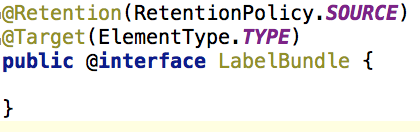 @Retention(RetentionPolicy.SOURCE)
@Target(ElementType.TYPE)
public @interface LabelBundle {
}